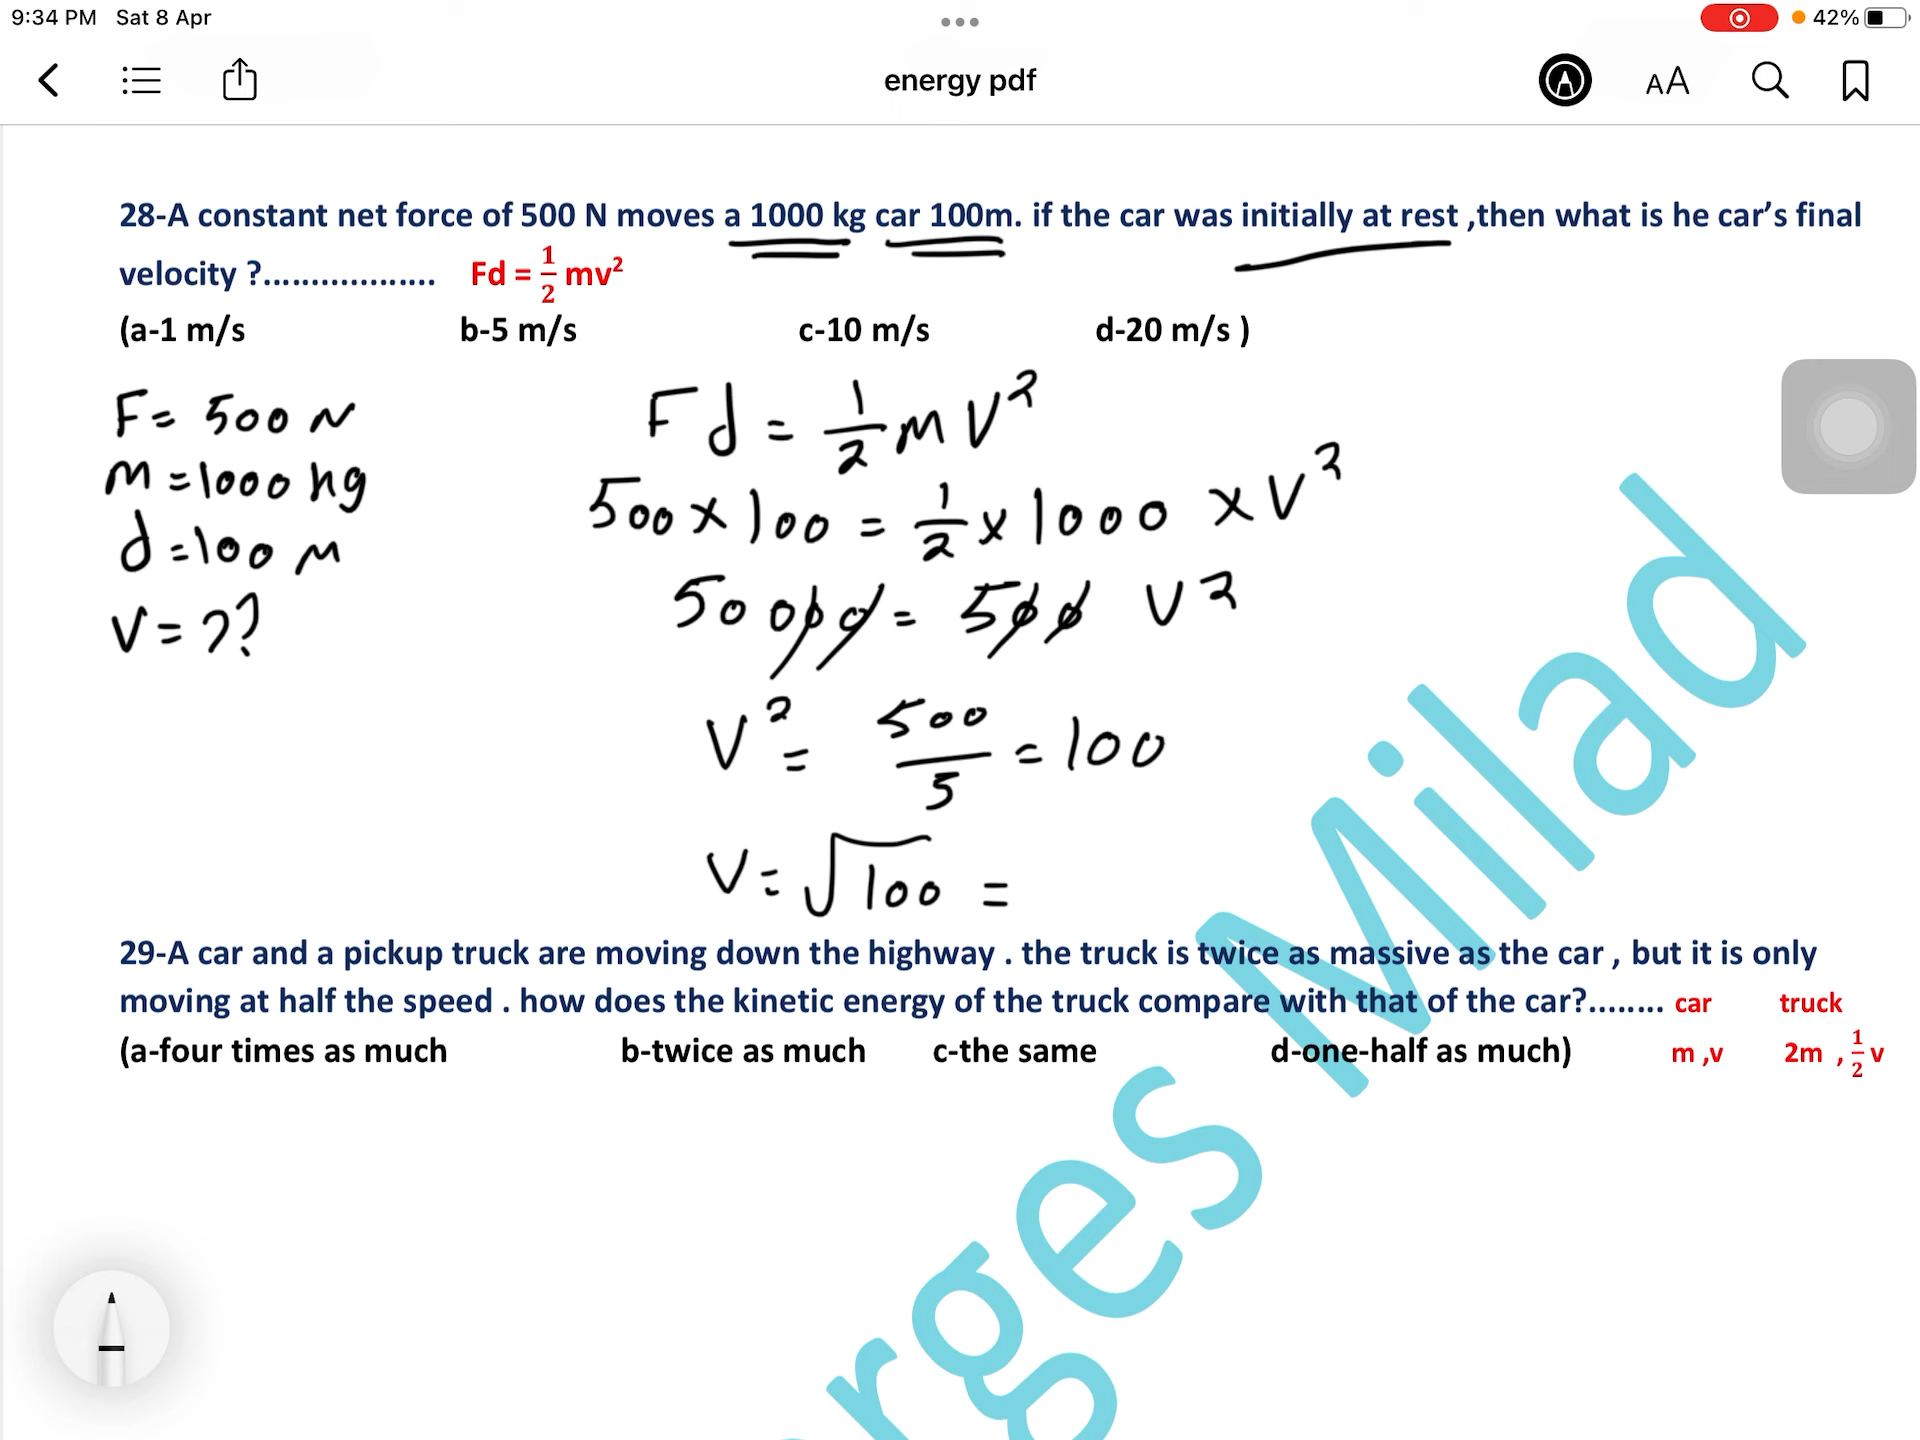 9:34 PM Sat 8 Apr
42%
energy pdf
AA
28-A constant net force of 500 N moves a 1000 kg car 100m. if the car was initially at rest ,then what is he car’s final
velocity ?.................. Fd = 1/2 mv²
(a-1 m/s b-5 m/s c-10 m/s d-20 m/s )
F= 500 N
m =1000 kg
d =100 m
V = ??
Fd = 1/2 m V²
500 x 100 = 1/2 x 1000 x V²
50000 = 500 V²
V² = 500/5 = 100
V = √100 =
29-A car and a pickup truck are moving down the highway . the truck is twice as massive as the car , but it is only
moving at half the speed . how does the kinetic energy of the truck compare with that of the car?........ car truck
(a-four times as much b-twice as much c-the same d-one-half as much) m ,v 2m , 1/2 v
rges Milad